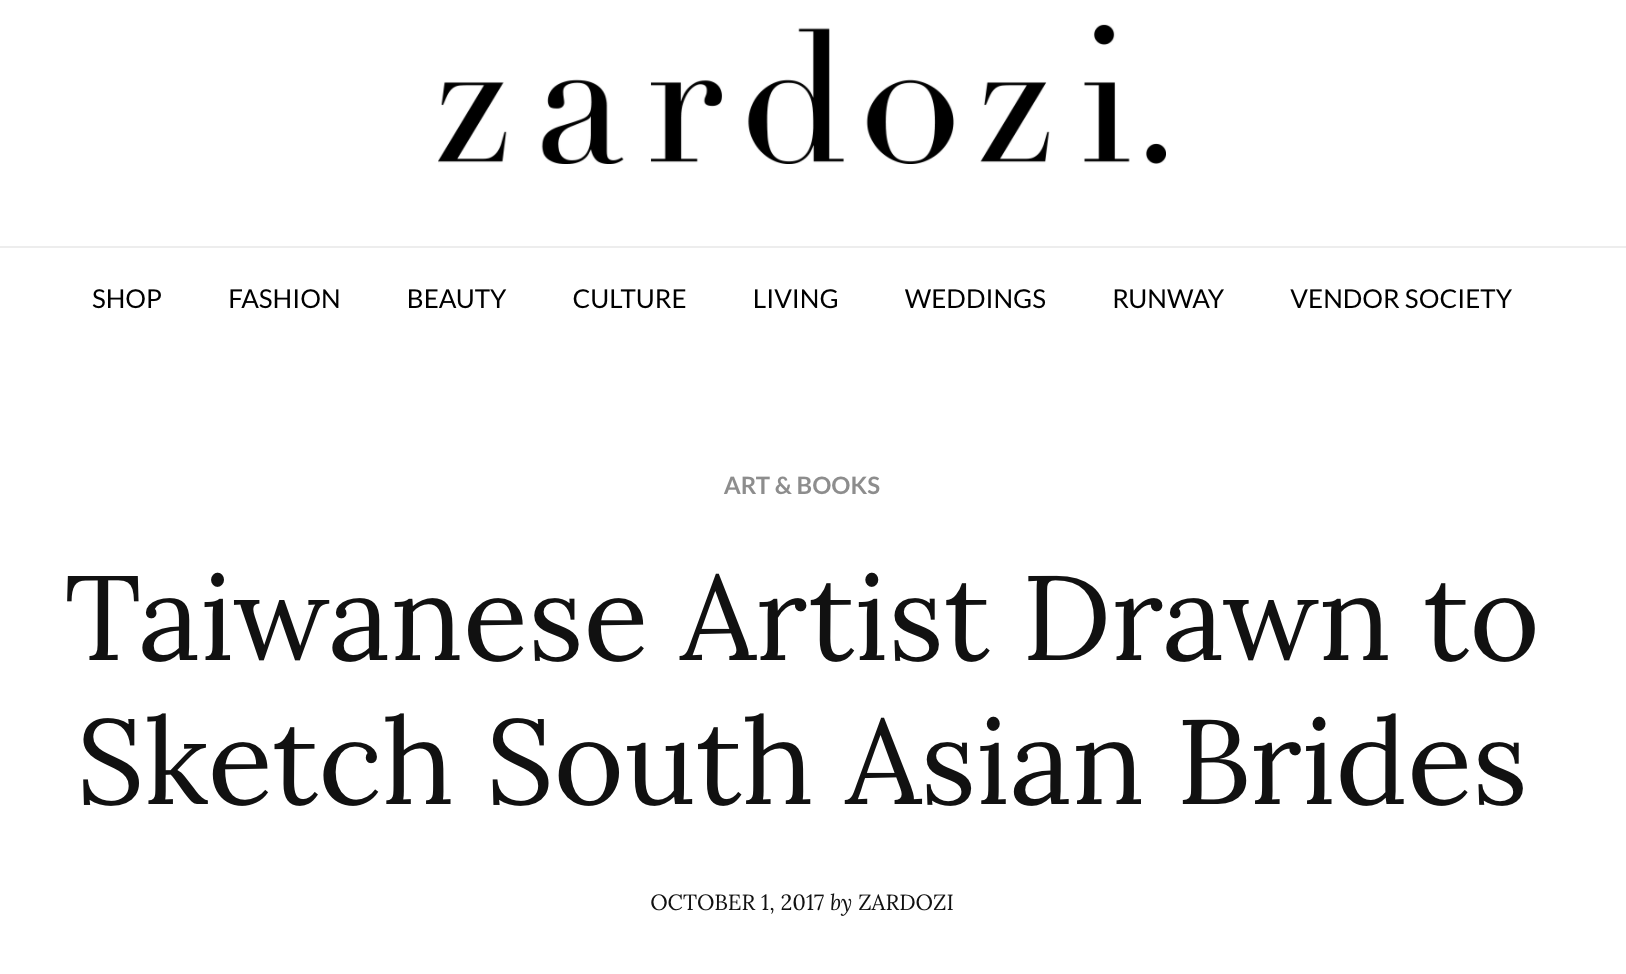 zardozi.
SHOP FASHION BEAUTY CULTURE LIVING WEDDINGS RUNWAY VENDOR SOCIETY
ART & BOOKS
Taiwanese Artist Drawn to
Sketch South Asian Brides
OCTOBER 1, 2017 by ZARDOZI